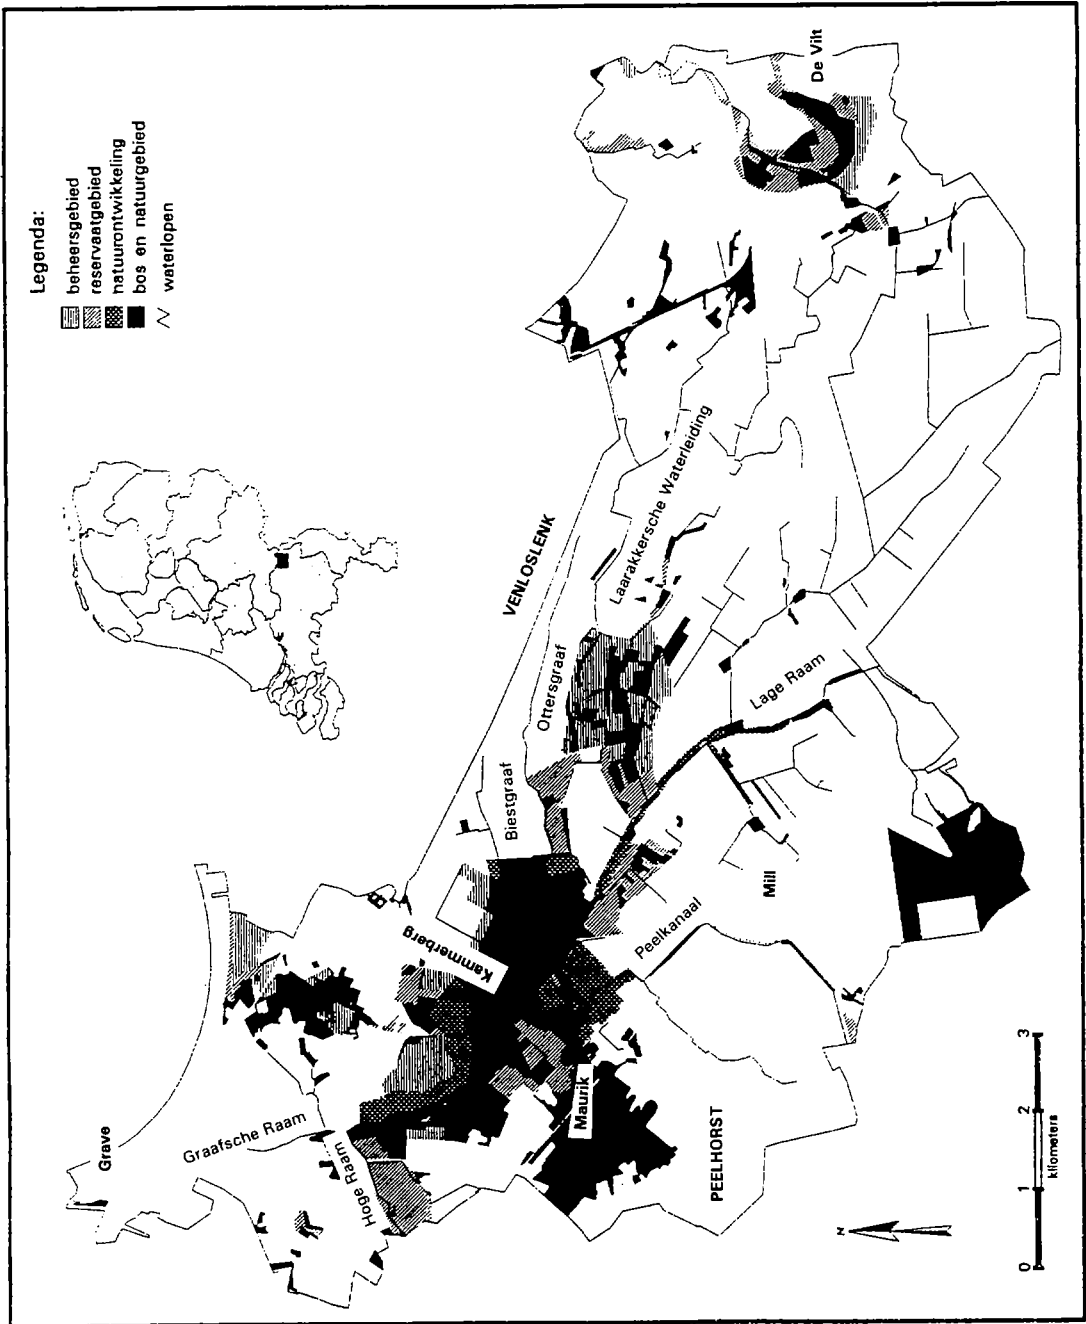 Legenda:
beheersgebied
reservaatgebied
natuurontwikkeling
bos en natuurgebied
waterlopen
De Vilt
VENLOSLENK
Laarakkersche Waterleiding
Ottersgraaf
Lage Raam
Biestgraaf
Kammerberg
Peelkanaal
Mill
Grave
Graafsche Raam
Hoge Raam
Maurik
PEELHORST
N
0 1 2 3
kilometers